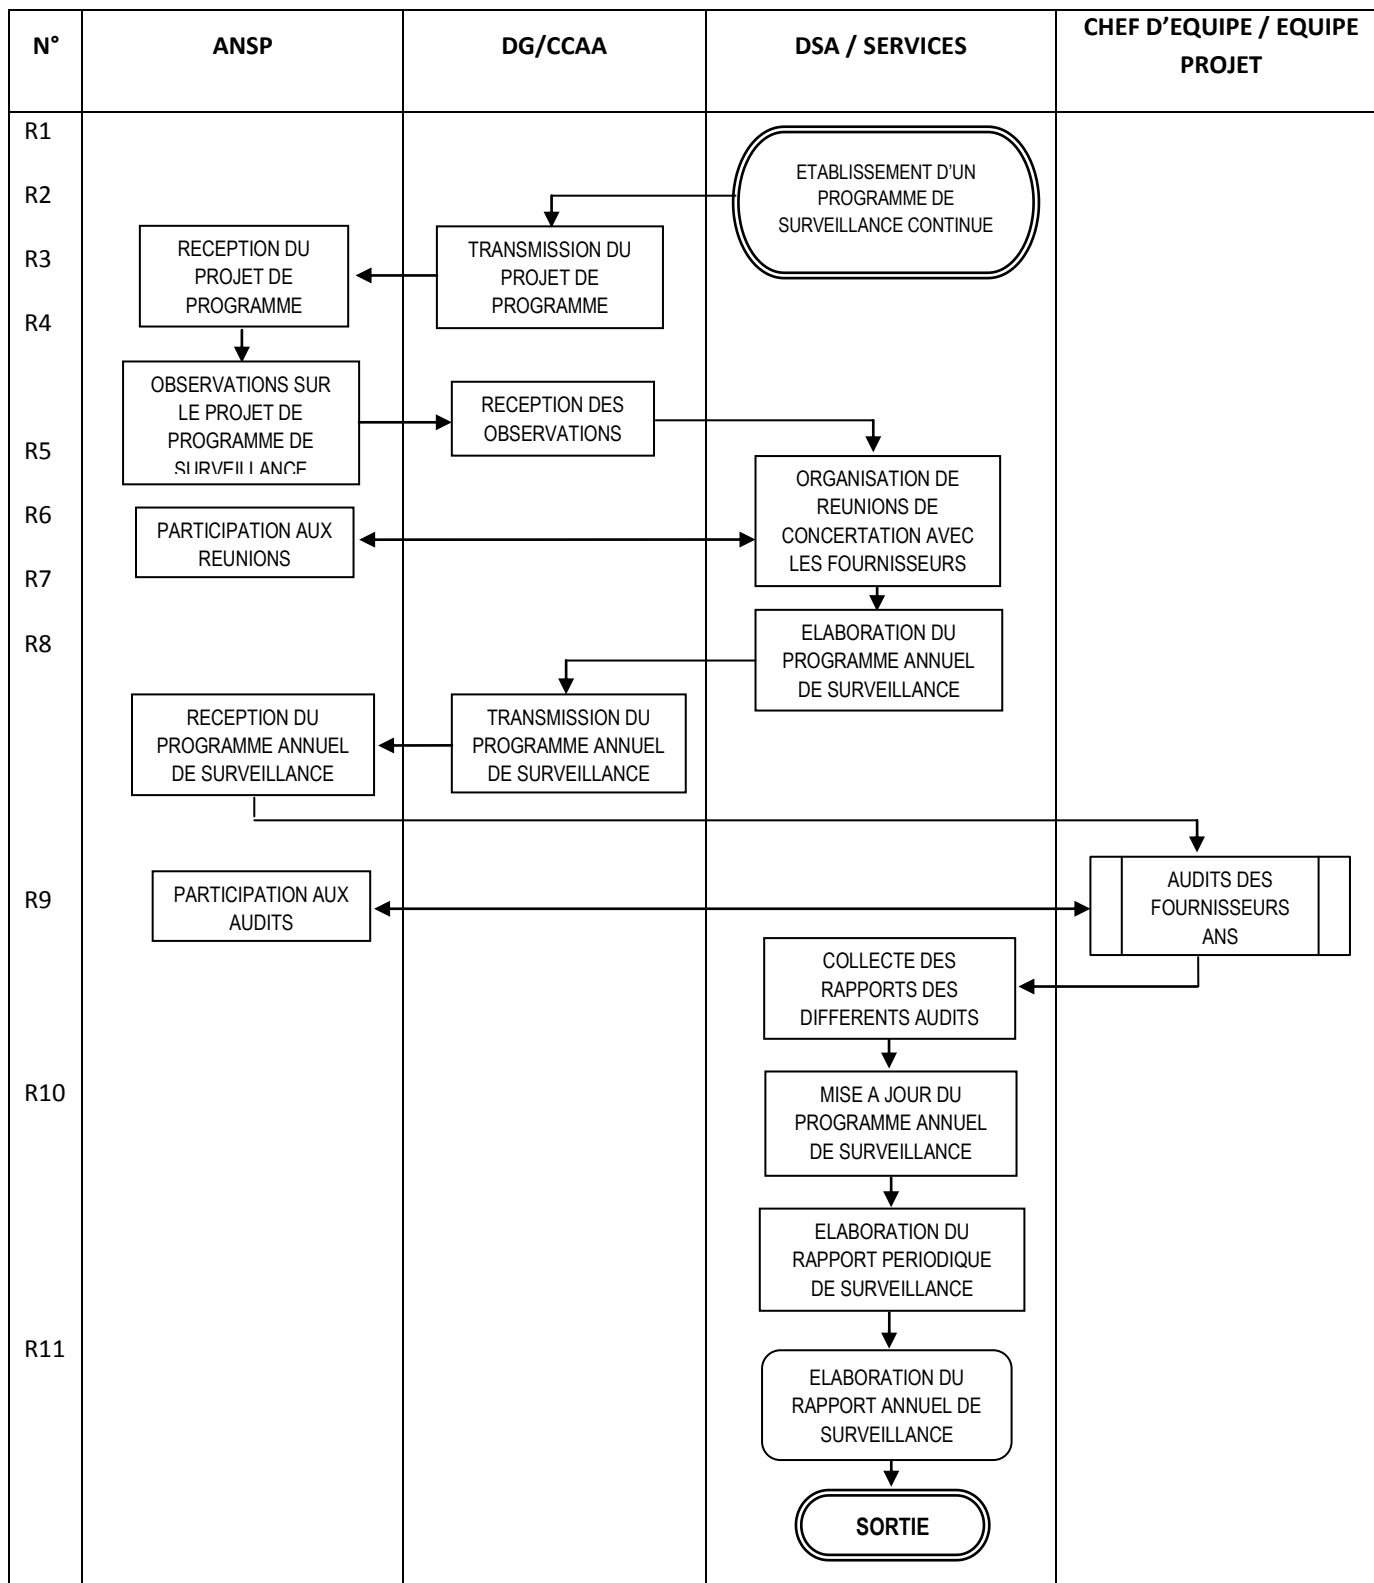 N°
ANSP
DG/CCAA
DSA / SERVICES
CHEF D’EQUIPE / EQUIPE
PROJET
R1
ETABLISSEMENT D’UN
PROGRAMME DE
SURVEILLANCE CONTINUE
R2
R3
RECEPTION DU
PROJET DE
PROGRAMME
TRANSMISSION DU
PROJET DE
PROGRAMME
R4
OBSERVATIONS SUR
LE PROJET DE
PROGRAMME DE
SURVEILLANCE
RECEPTION DES
OBSERVATIONS
R5
ORGANISATION DE
REUNIONS DE
CONCERTATION AVEC
LES FOURNISSEURS
R6
PARTICIPATION AUX
REUNIONS
R7
R8
ELABORATION DU
PROGRAMME ANNUEL
DE SURVEILLANCE
RECEPTION DU
PROGRAMME ANNUEL
DE SURVEILLANCE
TRANSMISSION DU
PROGRAMME ANNUEL
DE SURVEILLANCE
R9
PARTICIPATION AUX
AUDITS
AUDITS DES
FOURNISSEURS
ANS
COLLECTE DES
RAPPORTS DES
DIFFERENTS AUDITS
R10
MISE A JOUR DU
PROGRAMME ANNUEL
DE SURVEILLANCE
ELABORATION DU
RAPPORT PERIODIQUE
DE SURVEILLANCE
R11
ELABORATION DU
RAPPORT ANNUEL DE
SURVEILLANCE
SORTIE